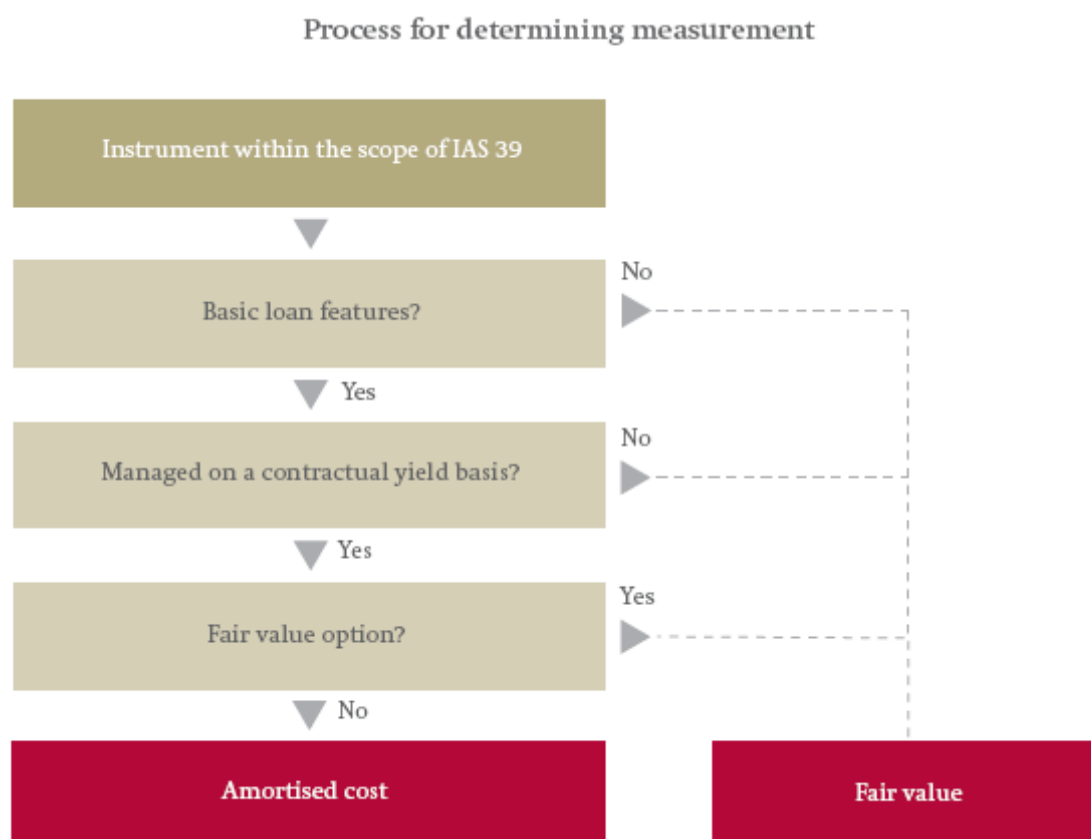 Process for determining measurement
Instrument within the scope of IAS 39
No
Basic loan features?
Yes
No
Managed on a contractual yield basis?
Yes
Yes
Fair value option?
No
Amortised cost
Fair value